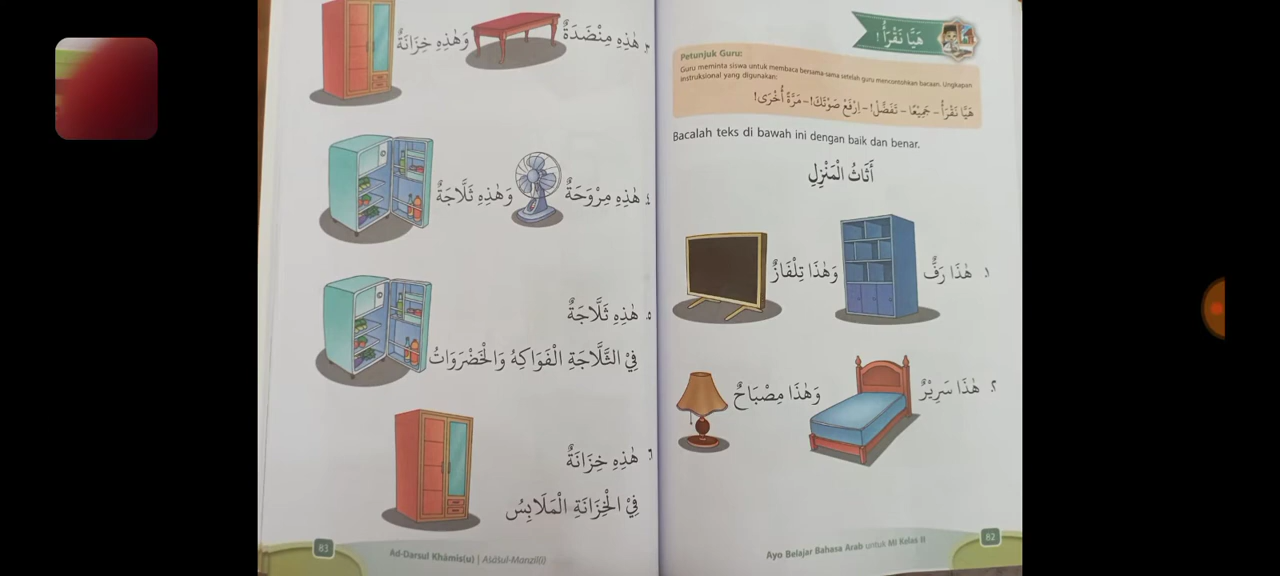 هَيَّا نَقْرَأُ !
Petunjuk Guru:
Guru meminta siswa untuk membaca bersama-sama setelah guru mencontohkan bacaan. Ungkapan
instruksional yang digunakan:
هَيَّا نَقْرَأُ – جَمِيْعًا – تَفَضَّلْ! – اِرْفَعْ صَوْتَكَ! – مَرَّةً أُخْرَى!
Bacalah teks di bawah ini dengan baik dan benar.
أَثَاثُ الْمَنْزِلِ
١. هٰذَا رَفٌّ وَهٰذَا تِلْفَازٌ
٢. هٰذَا سَرِيْرٌ وَهٰذَا مِصْبَاحٌ
Ayo Belajar Bahasa Arab untuk MI Kelas II
82
٣. هٰذِهِ مِنْضَدَةٌ وَهٰذِهِ خِزَانَةٌ
٤. هٰذِهِ مِرْوَحَةٌ وَهٰذِهِ ثَلَّاجَةٌ
٥. هٰذِهِ ثَلَّاجَةٌ
فِيْ الثَّلَّاجَةِ الْفَوَاكِهُ وَالْخَضْرَوَاتُ
٦. هٰذِهِ خِزَانَةٌ
فِيْ الْخِزَانَةِ الْمَلَابِسُ
83
Ad-Darsul Khâmis(u) | Aśâśul-Manzil(i)